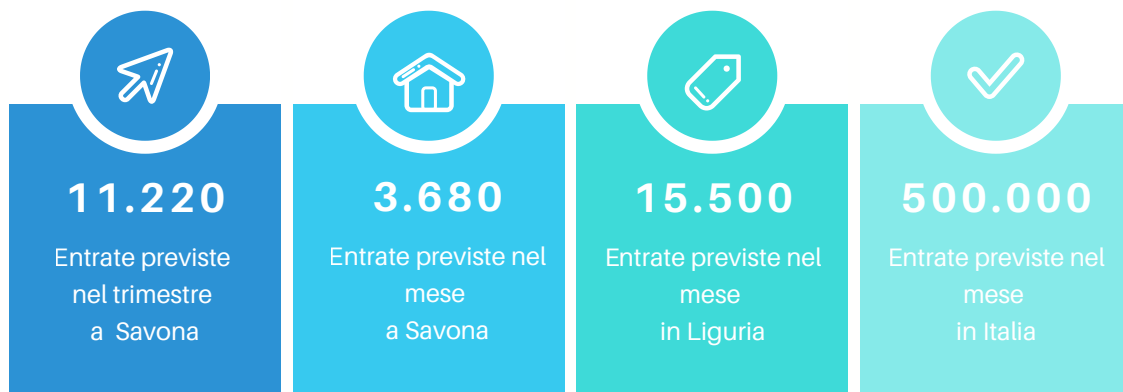 11.220
Entrate previste
nel trimestre
a Savona
3.680
Entrate previste nel
mese
a Savona
15.500
Entrate previste nel
mese
in Liguria
500.000
Entrate previste nel
mese
in Italia